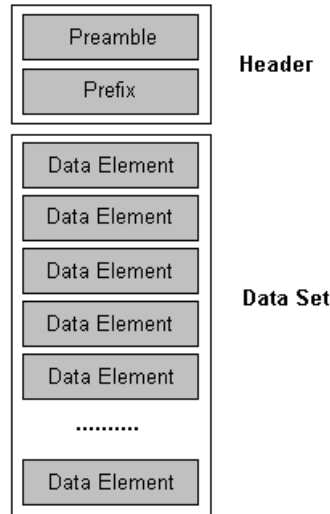 Preamble
Header
Prefix
Data Element
Data Element
Data Element
Data Element
Data Element
Data Set
..........
Data Element